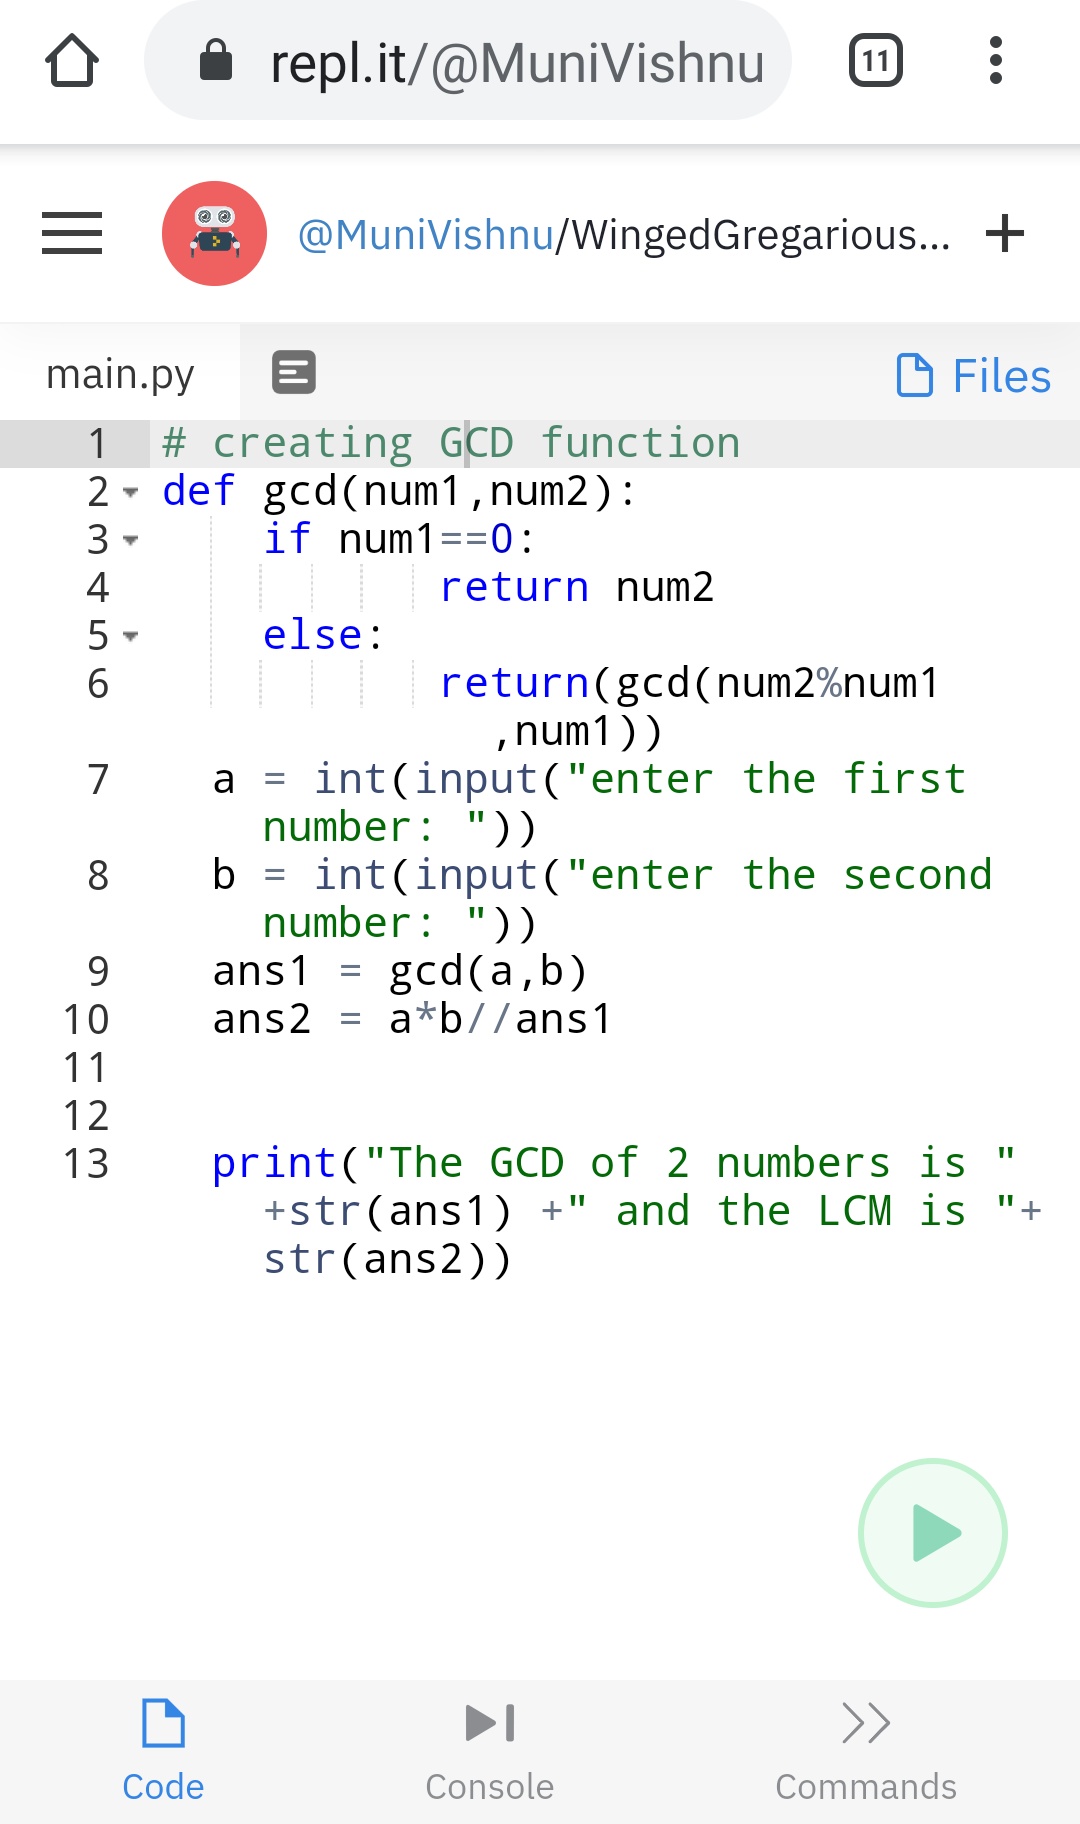 repl.it/@MuniVishnu
11
@MuniVishnu/WingedGregarious...
main.py
Files
1 # creating GCD function
2 def gcd(num1,num2):
3 if num1==0:
4 return num2
5 else:
6 return(gcd(num2%num1
,num1))
7 a = int(input("enter the first
number: "))
8 b = int(input("enter the second
number: "))
9 ans1 = gcd(a,b)
10 ans2 = a*b//ans1
11
12
13 print("The GCD of 2 numbers is "
+str(ans1) +" and the LCM is "+
str(ans2))
Code
Console
Commands